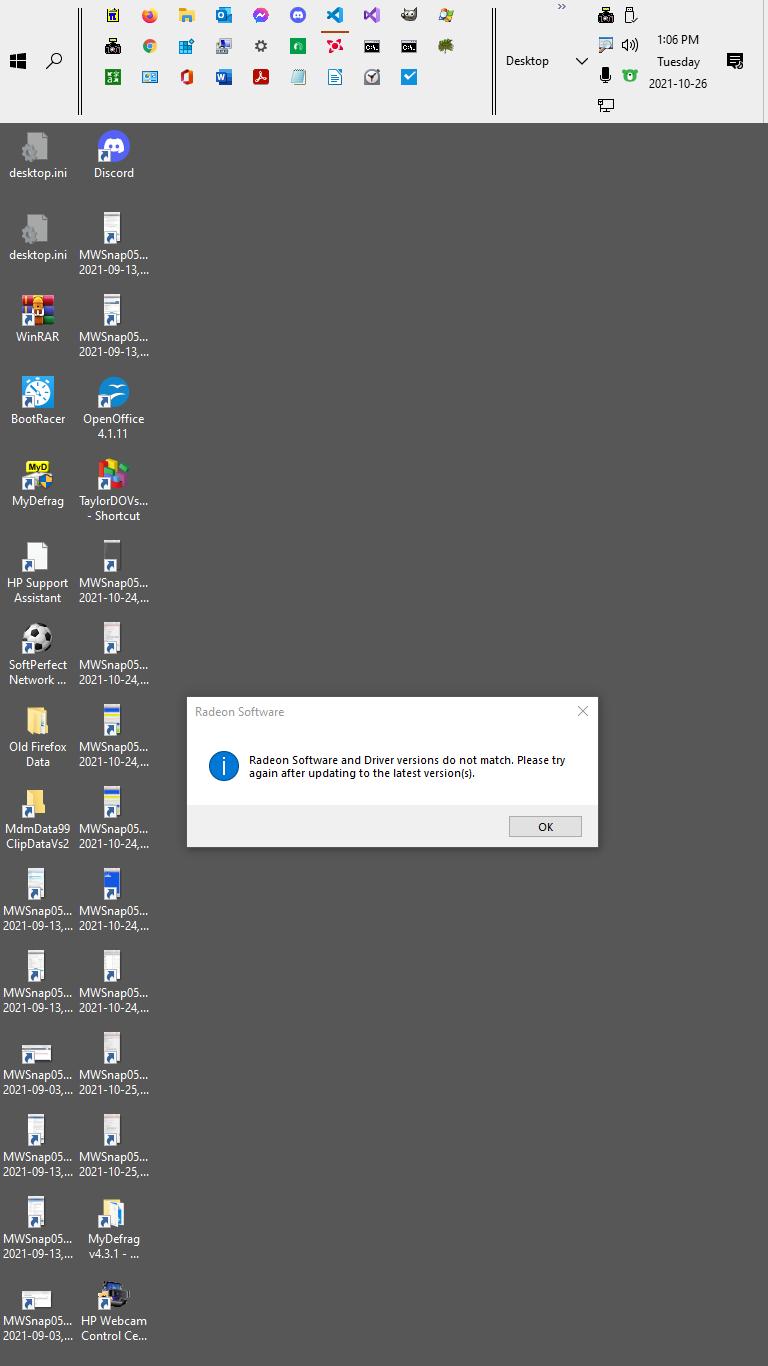 1:06 PM
Desktop
Tuesday
2021-10-26
desktop.ini
Discord
desktop.ini
MWSnap05...
2021-09-13,...
WinRAR
MWSnap05...
2021-09-13,...
BootRacer
OpenOffice
4.1.11
MyD
MyDefrag
TaylorDOVs...
- Shortcut
HP Support
Assistant
MWSnap05...
2021-10-24,...
SoftPerfect
Network ...
MWSnap05...
2021-10-24,...
Old Firefox
Data
MWSnap05...
2021-10-24,...
MdmData99
ClipDataVs2
MWSnap05...
2021-10-24,...
MWSnap05...
2021-09-13,...
MWSnap05...
2021-10-24,...
MWSnap05...
2021-09-13,...
MWSnap05...
2021-10-24,...
MWSnap05...
2021-09-03,...
MWSnap05...
2021-10-25,...
MWSnap05...
2021-09-13,...
MWSnap05...
2021-10-25,...
MWSnap05...
2021-09-13,...
MyDefrag
v4.3.1 - ...
MWSnap05...
2021-09-03,...
HP Webcam
Control Ce...
Radeon Software
Radeon Software and Driver versions do not match. Please try
again after updating to the latest version(s).
OK